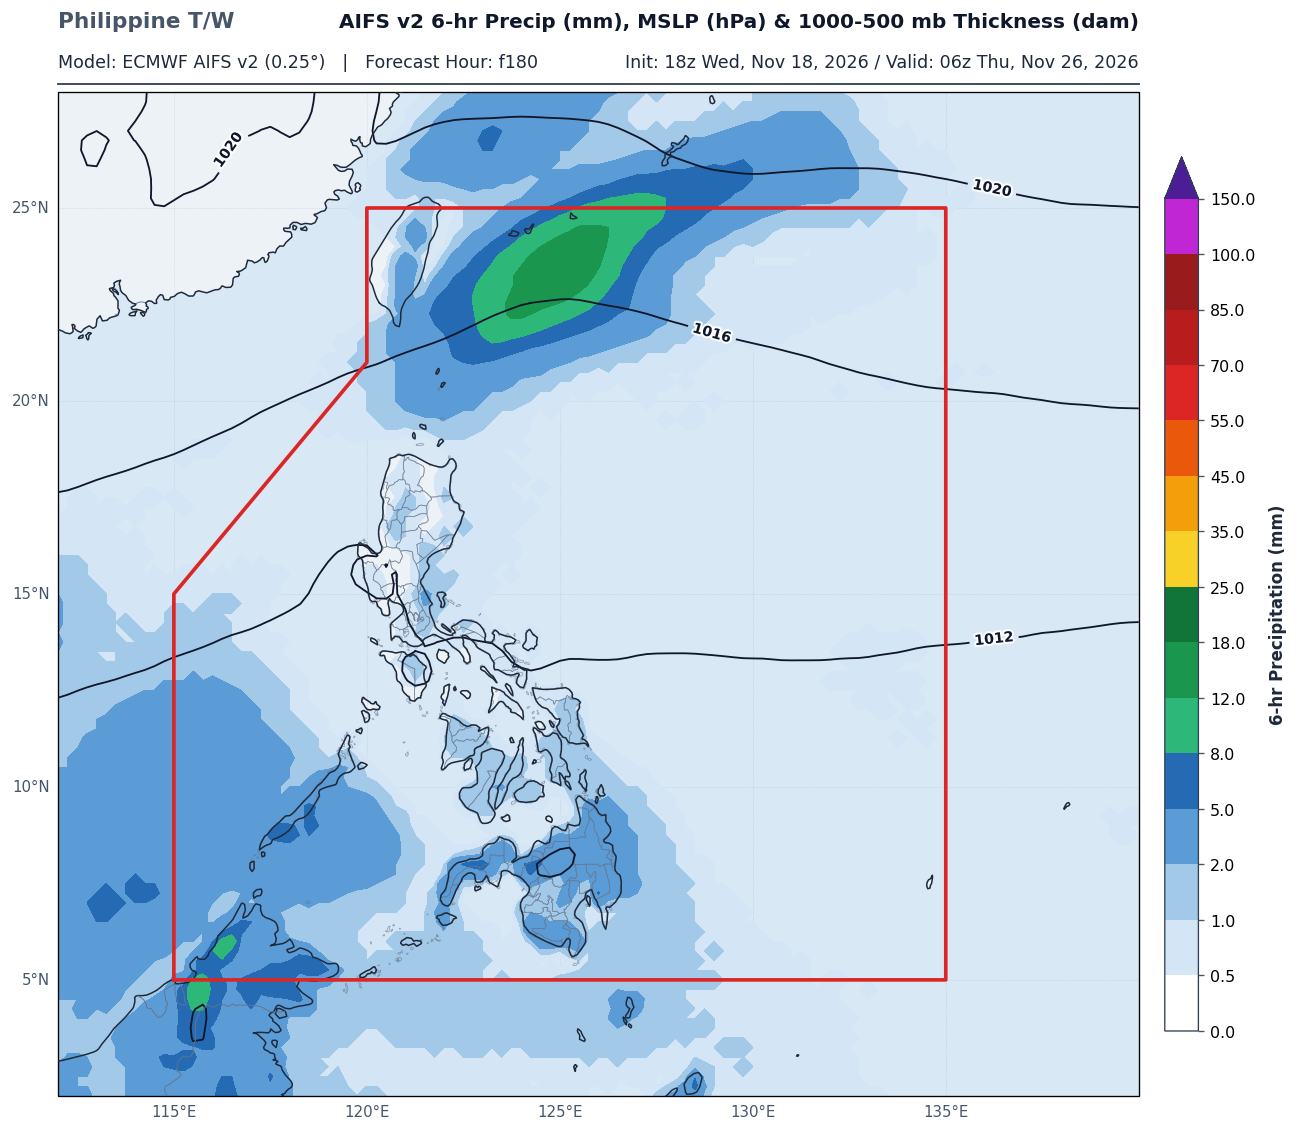 Philippine T/W
AIFS v2 6-hr Precip (mm), MSLP (hPa) & 1000-500 mb Thickness (dam)
Model: ECMWF AIFS v2 (0.25°) | Forecast Hour: f180
Init: 18z Wed, Nov 18, 2026 / Valid: 06z Thu, Nov 26, 2026
1020
1020
1016
1012
25°N
20°N
15°N
10°N
5°N
115°E
120°E
125°E
130°E
135°E
150.0
100.0
85.0
70.0
55.0
45.0
35.0
25.0
18.0
12.0
8.0
5.0
2.0
1.0
0.5
0.0
6-hr Precipitation (mm)